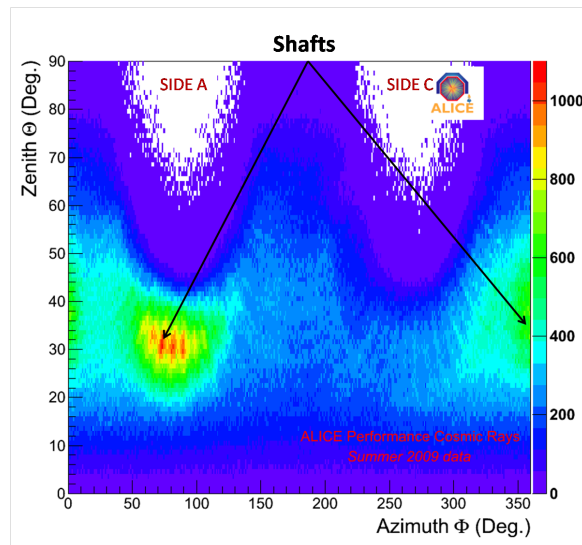 Shafts
SIDE A
SIDE C
ALICE
Zenith Θ (Deg.)
90
80
70
60
50
40
30
20
10
0
1000
800
600
400
200
0
ALICE Performance Cosmic Rays
Summer 2009 data
0 50 100 150 200 250 300 350
Azimuth Φ (Deg.)